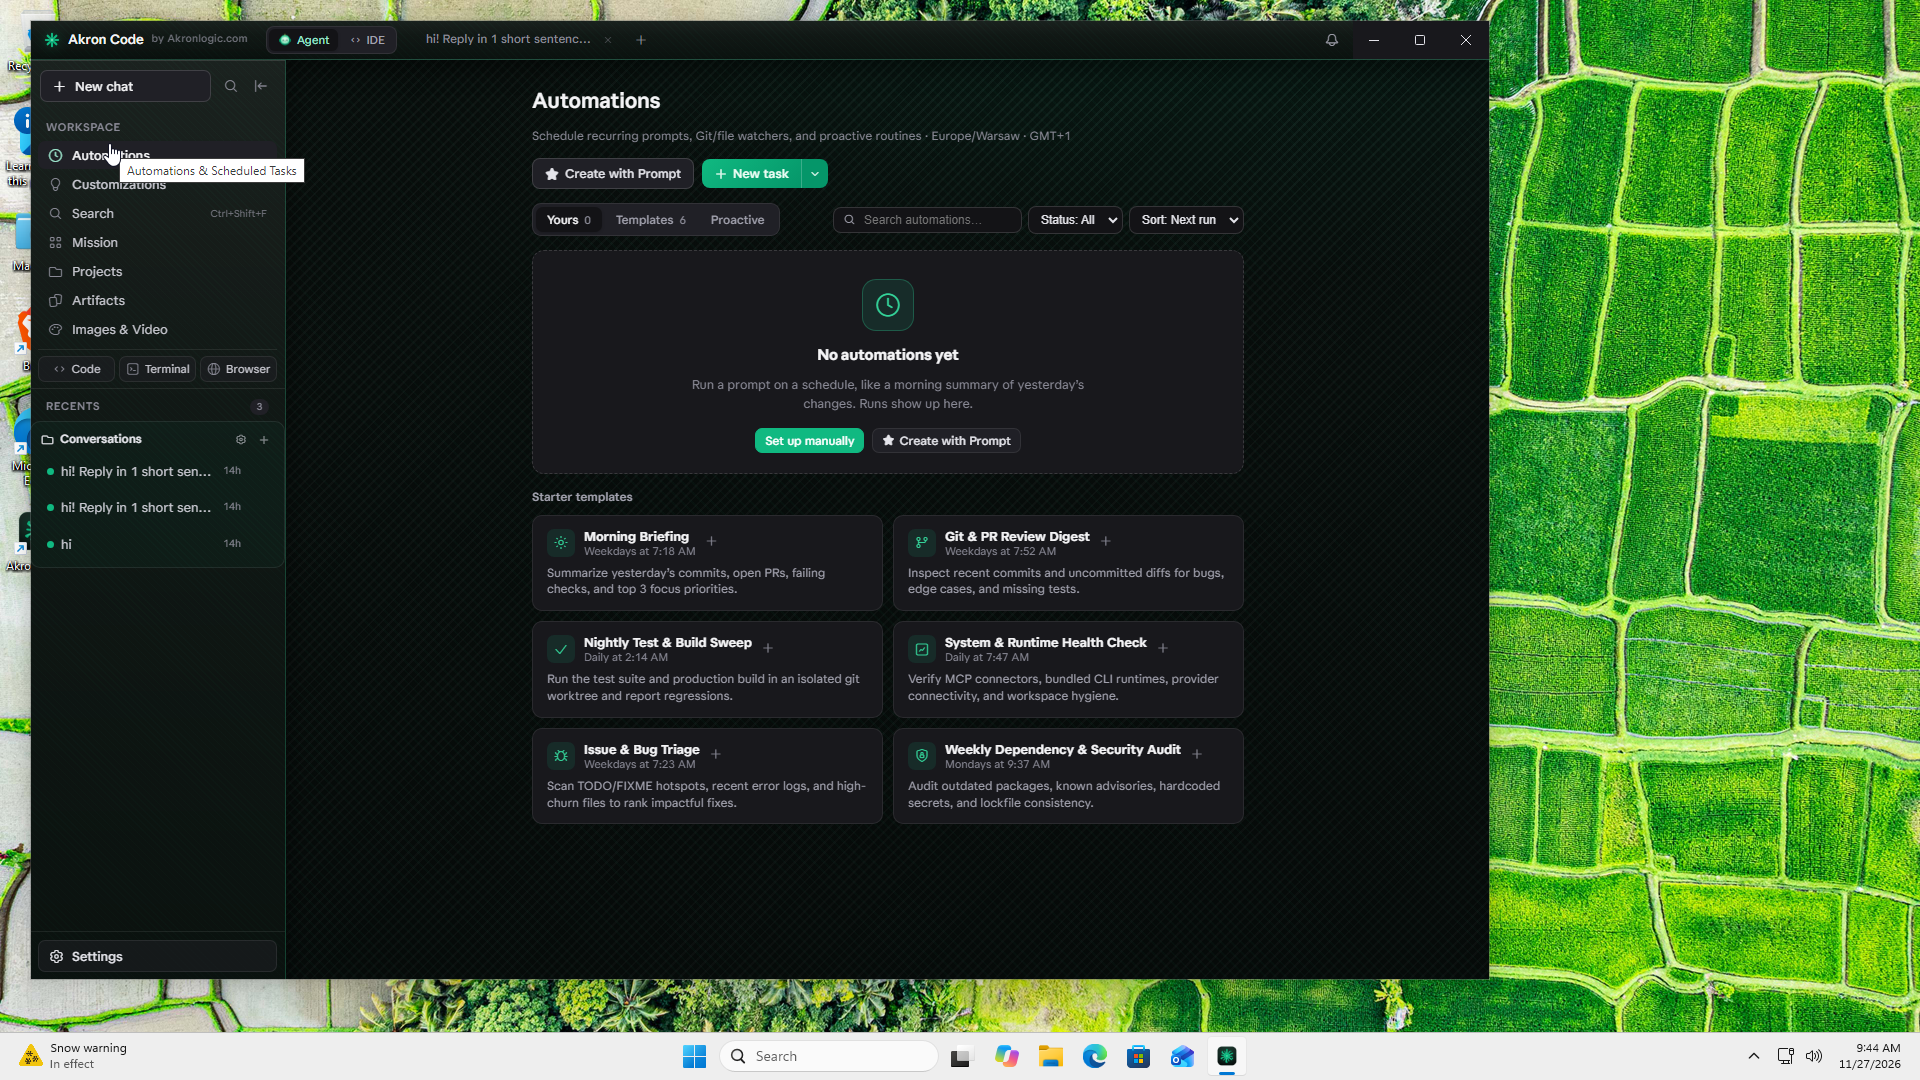 Akron Code by Akronlogic.com
Agent
IDE
hi! Reply in 1 short sentenc...
New chat
WORKSPACE
Automations & Scheduled Tasks
Customizations
Search Ctrl+Shift+F
Mission
Projects
Artifacts
Images & Video
Code Terminal Browser
RECENTS 3
Conversations
hi! Reply in 1 short sen... 14h
hi! Reply in 1 short sen... 14h
hi 14h
Settings
Automations
Schedule recurring prompts, Git/file watchers, and proactive routines · Europe/Warsaw · GMT+1
Create with Prompt
New task
Yours 0 Templates 6 Proactive
Search automations...
Status: All
Sort: Next run
No automations yet
Run a prompt on a schedule, like a morning summary of yesterday's
changes. Runs show up here.
Set up manually
Create with Prompt
Starter templates
Morning Briefing
Weekdays at 7:18 AM
Summarize yesterday's commits, open PRs, failing
checks, and top 3 focus priorities.
Git & PR Review Digest
Weekdays at 7:52 AM
Inspect recent commits and uncommitted diffs for bugs,
edge cases, and missing tests.
Nightly Test & Build Sweep
Daily at 2:14 AM
Run the test suite and production build in an isolated git
worktree and report regressions.
System & Runtime Health Check
Daily at 7:47 AM
Verify MCP connectors, bundled CLI runtimes, provider
connectivity, and workspace hygiene.
Issue & Bug Triage
Weekdays at 7:23 AM
Scan TODO/FIXME hotspots, recent error logs, and high-
churn files to rank impactful fixes.
Weekly Dependency & Security Audit
Mondays at 9:37 AM
Audit outdated packages, known advisories, hardcoded
secrets, and lockfile consistency.
Snow warning
In effect
Search
9:44 AM
11/27/2026